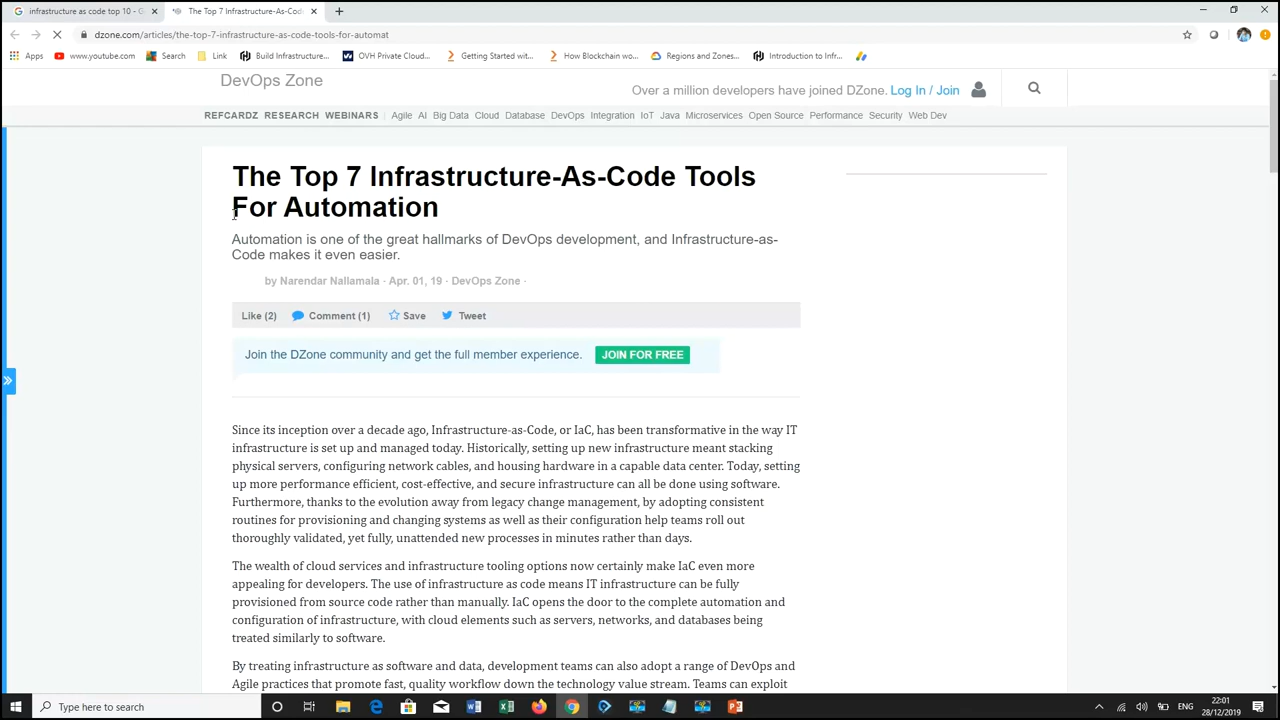 infrastructure as code top 10 - G
The Top 7 Infrastructure-As-Cod
dzone.com/articles/the-top-7-infrastructure-as-code-tools-for-automat
Apps www.youtube.com Search Link Build Infrastructure... OVH Private Cloud... Getting Started wit... How Blockchain wo... Regions and Zones... Introduction to Infr...
DevOps Zone
Over a million developers have joined DZone. Log In / Join
REFCARDZ RESEARCH WEBINARS Agile AI Big Data Cloud Database DevOps Integration IoT Java Microservices Open Source Performance Security Web Dev
The Top 7 Infrastructure-As-Code Tools
For Automation
Automation is one of the great hallmarks of DevOps development, and Infrastructure-as-
Code makes it even easier.
by Narendar Nallamala · Apr. 01, 19 · DevOps Zone ·
Like (2) Comment (1) Save Tweet
Join the DZone community and get the full member experience. JOIN FOR FREE
Since its inception over a decade ago, Infrastructure-as-Code, or IaC, has been transformative in the way IT
infrastructure is set up and managed today. Historically, setting up new infrastructure meant stacking
physical servers, configuring network cables, and housing hardware in a capable data center. Today, setting
up more performance efficient, cost-effective, and secure infrastructure can all be done using software.
Furthermore, thanks to the evolution away from legacy change management, by adopting consistent
routines for provisioning and changing systems as well as their configuration help teams roll out
thoroughly validated, yet fully, unattended new processes in minutes rather than days.
The wealth of cloud services and infrastructure tooling options now certainly make IaC even more
appealing for developers. The use of infrastructure as code means IT infrastructure can be fully
provisioned from source code rather than manually. IaC opens the door to the complete automation and
configuration of infrastructure, with cloud elements such as servers, networks, and databases being
treated similarly to software.
By treating infrastructure as software and data, development teams can also adopt a range of DevOps and
Agile practices that promote fast, quality workflow down the technology value stream. Teams can exploit
Type here to search
ENG
22:01
28/12/2019